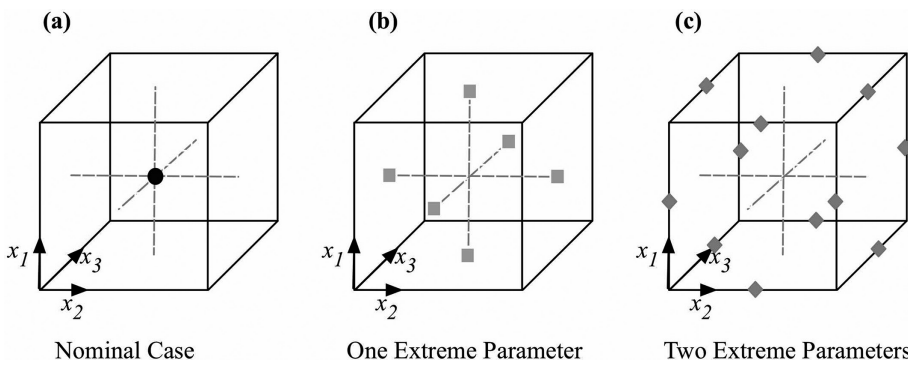 (a) (b) (c)
x1 x3 x2 x1 x3 x2 x1 x3 x2
Nominal Case One Extreme Parameter Two Extreme Parameters